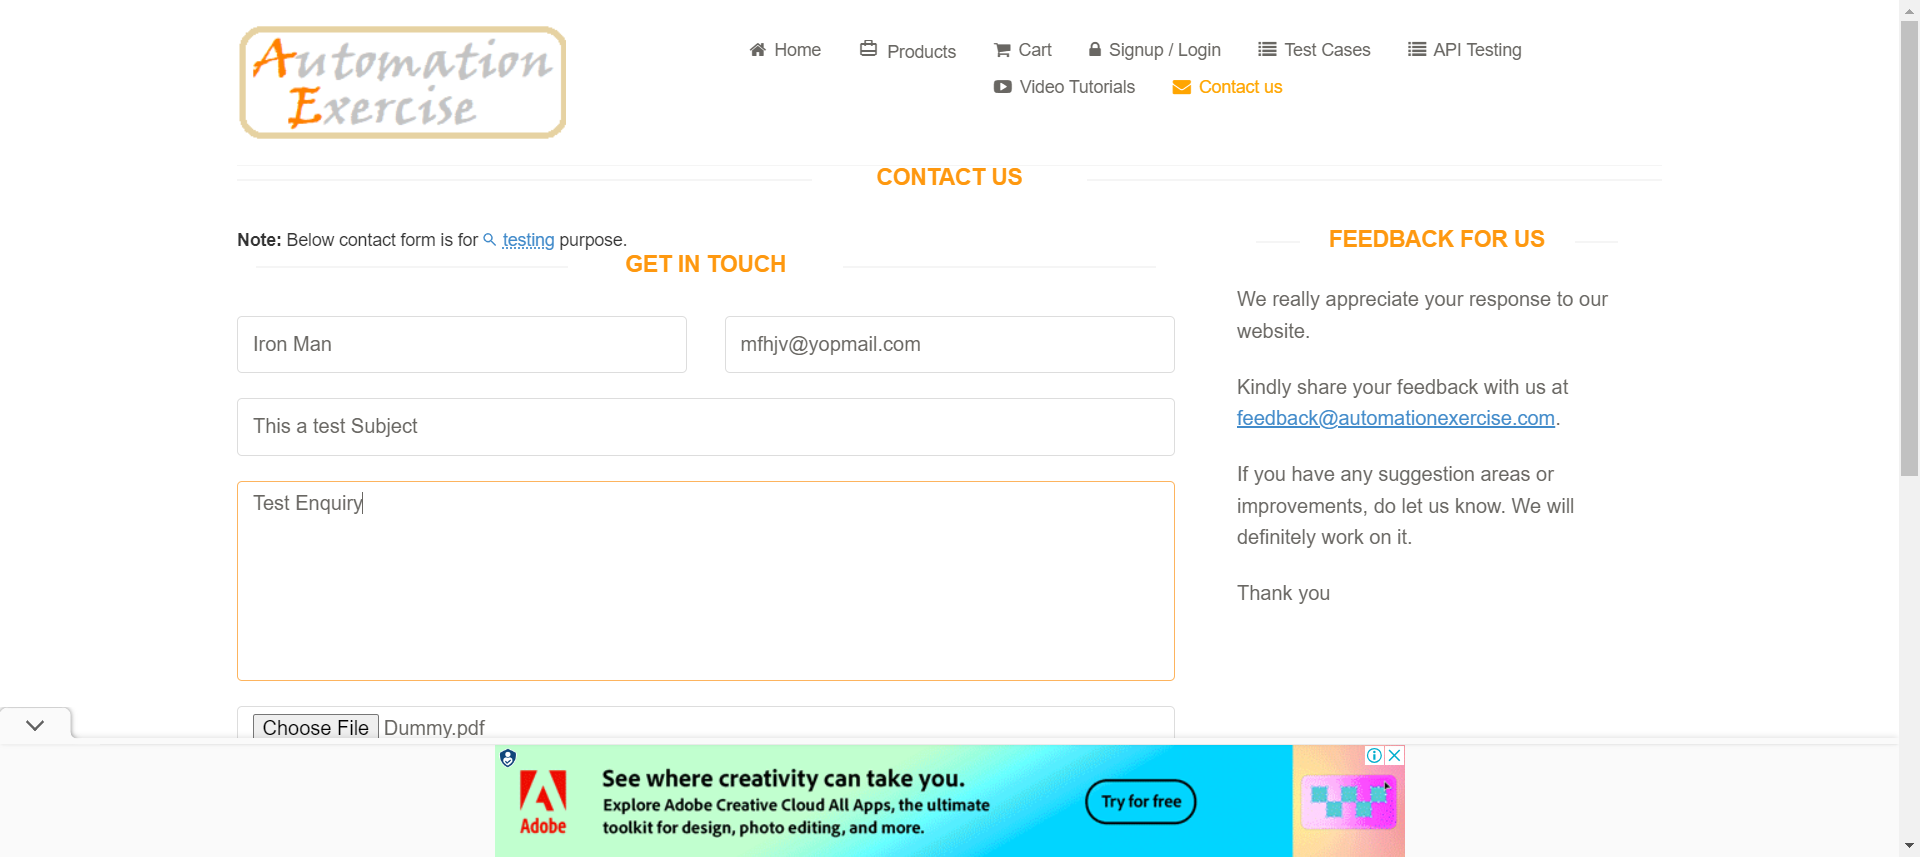 Automation
Exercise
Home
Products
Cart
Signup / Login
Test Cases
API Testing
Video Tutorials
Contact us
CONTACT US
Note: Below contact form is for testing purpose.
GET IN TOUCH
Iron Man
mfhjv@yopmail.com
This a test Subject
Test Enquiry
Choose File Dummy.pdf
FEEDBACK FOR US
We really appreciate your response to our
website.
Kindly share your feedback with us at
feedback@automationexercise.com.
If you have any suggestion areas or
improvements, do let us know. We will
definitely work on it.
Thank you
Adobe
See where creativity can take you.
Explore Adobe Creative Cloud All Apps, the ultimate
toolkit for design, photo editing, and more.
Try for free